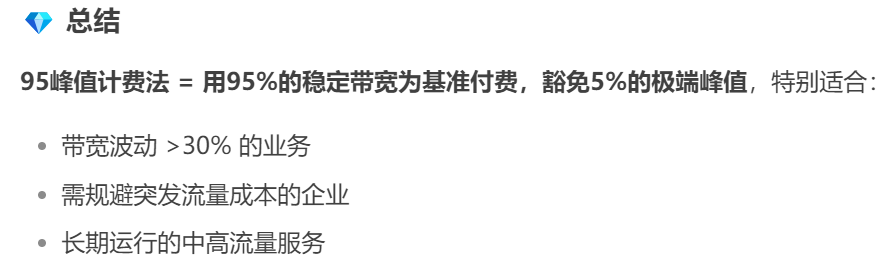 总结
95峰值计费法 = 用95%的稳定带宽为基准付费，豁免5%的极端峰值，特别适合：
带宽波动 >30% 的业务
需规避突发流量成本的企业
长期运行的中高流量服务